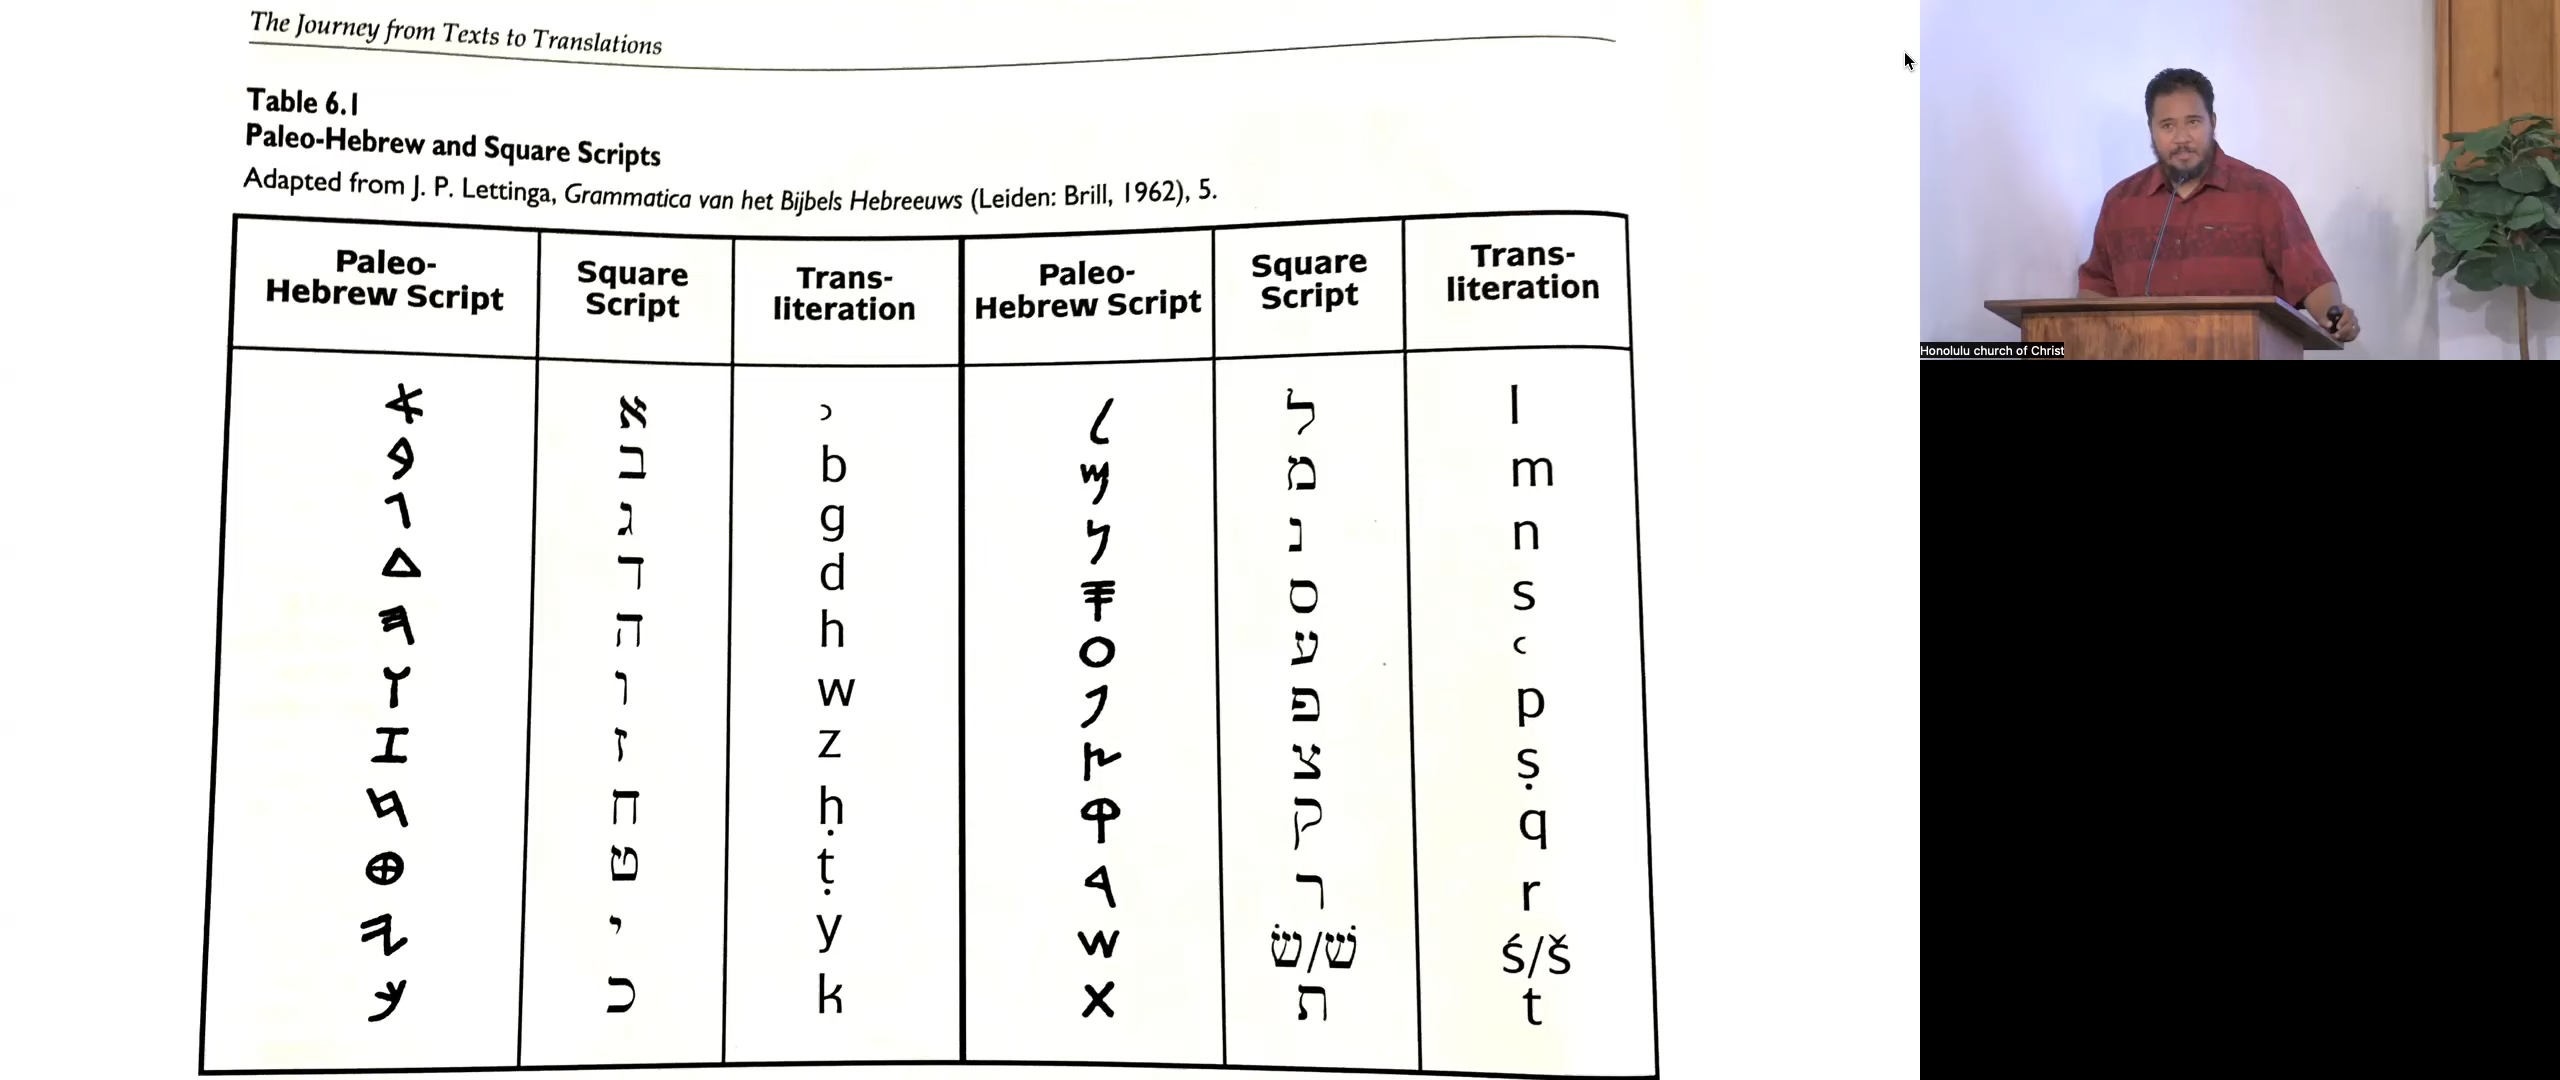 The Journey from Texts to Translations
Table 6.1
Paleo-Hebrew and Square Scripts
Adapted from J. P. Lettinga, Grammatica van het Bijbels Hebreeuws (Leiden: Brill, 1962), 5.
Paleo-Hebrew Script Square Script Trans-literation Paleo-Hebrew Script Square Script Trans-literation
𐤀 א ʾ 𐤋 ל l
𐤁 ב b 𐤌 מ m
𐤂 ג g 𐤍 נ n
𐤃 ד d 𐤎 ס s
𐤄 ה h 𐤏 ע ʿ
𐤅 ו w 𐤐 פ p
𐤆 ז z 𐤑 צ ṣ
𐤇 ח ḥ 𐤒 ק q
𐤈 ט ṭ 𐤓 ר r
𐤉 י y 𐤔 שׂ/שׁ ś/š
𐤊 כ k 𐤕 ת t
Honolulu church of Christ